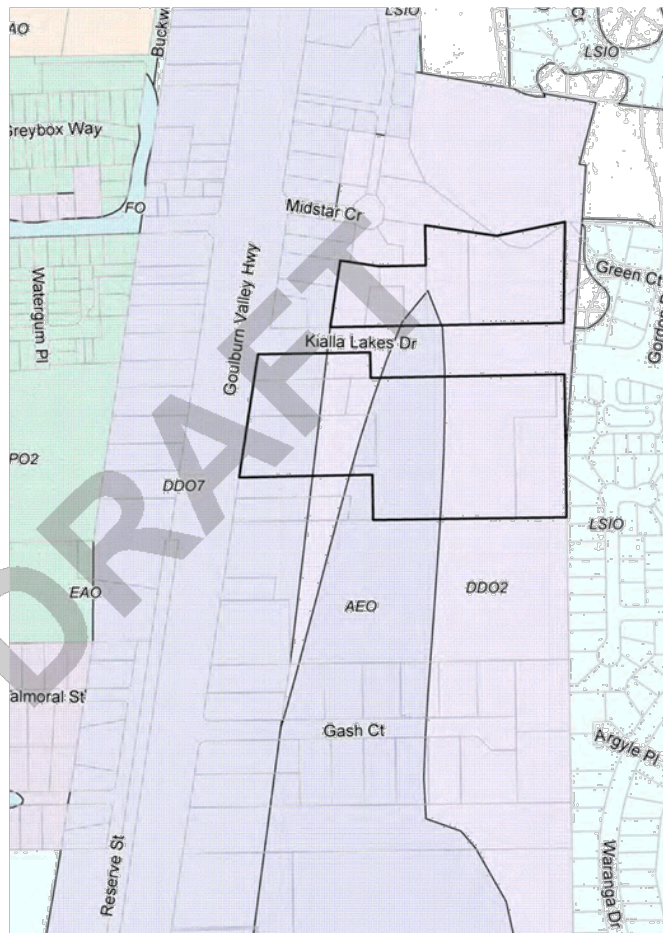 AO
LSIO
Buckw
Ct
LSIO
Greybox Way
FO
Midstar Cr
Green Ct
Goulburn Valley Hwy
Watergum Pl
Kialla Lakes Dr
Gordon
PO2
DDO7
LSIO
EAO
AEO
DDO2
almoral St
Gash Ct
Argyle Pl
Reserve St
Waranga Dr
DRAFT